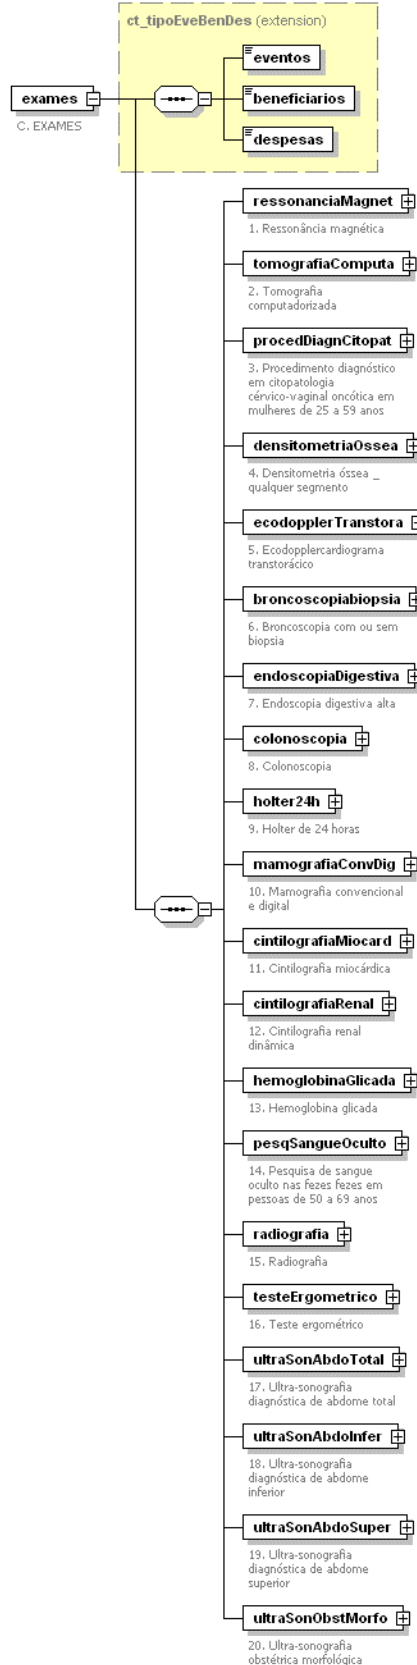 ct_tipoEveBenDes (extension)
eventos
exames
beneficiarios
C. EXAMES
despesas
ressonanciaMagnet
1. Ressonância magnética
tomografiaComputa
2. Tomografia
computadorizada
procedDiagnCitopat
3. Procedimento diagnóstico
em citopatologia
cérvico-vaginal oncótica em
mulheres de 25 a 59 anos
densitometriaOssea
4. Densitometria óssea _
qualquer segmento
ecodopplerTranstora
5. Ecodopplercardiograma
transtorácico
broncoscopiabiopsia
6. Broncoscopia com ou sem
biopsia
endoscopiaDigestiva
7. Endoscopia digestiva alta
colonoscopia
8. Colonoscopia
holter24h
9. Holter de 24 horas
mamografiaConvDig
10. Mamografia convencional
e digital
cintilografiaMiocard
11. Cintilografia miocárdica
cintilografiaRenal
12. Cintilografia renal
dinâmica
hemoglobinaGlicada
13. Hemoglobina glicada
pesqSangueOculto
14. Pesquisa de sangue
oculto nas fezes fezes em
pessoas de 50 a 69 anos
radiografia
15. Radiografia
testeErgometrico
16. Teste ergométrico
ultraSonAbdoTotal
17. Ultra-sonografia
diagnóstica de abdome total
ultraSonAbdoInfer
18. Ultra-sonografia
diagnóstica de abdome
inferior
ultraSonAbdoSuper
19. Ultra-sonografia
diagnóstica de abdome
superior
ultraSonObstMorfo
20. Ultra-sonografia
obstétrica morfológica